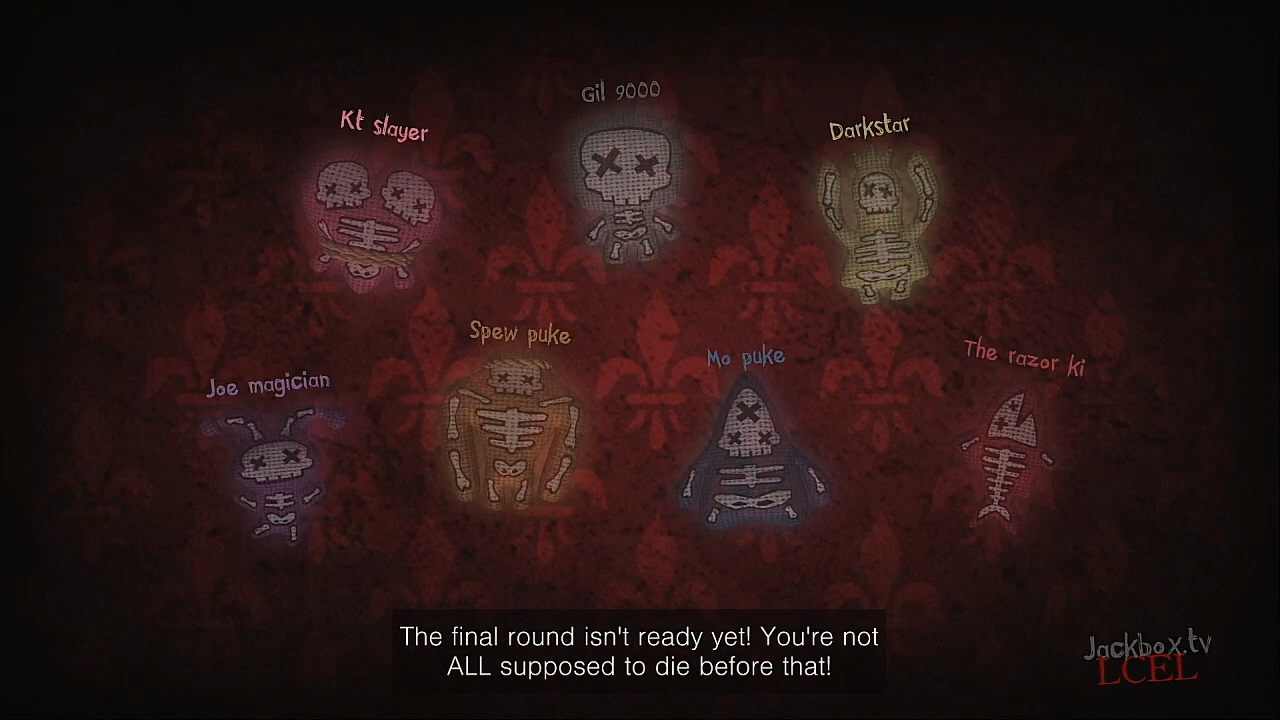 Gil 9000
Kt slayer
Darkstar
Spew puke
Mo puke
The razor ki
Joe magician
The final round isn't ready yet! You're not
ALL supposed to die before that!
Jackbox.tv
LCEL